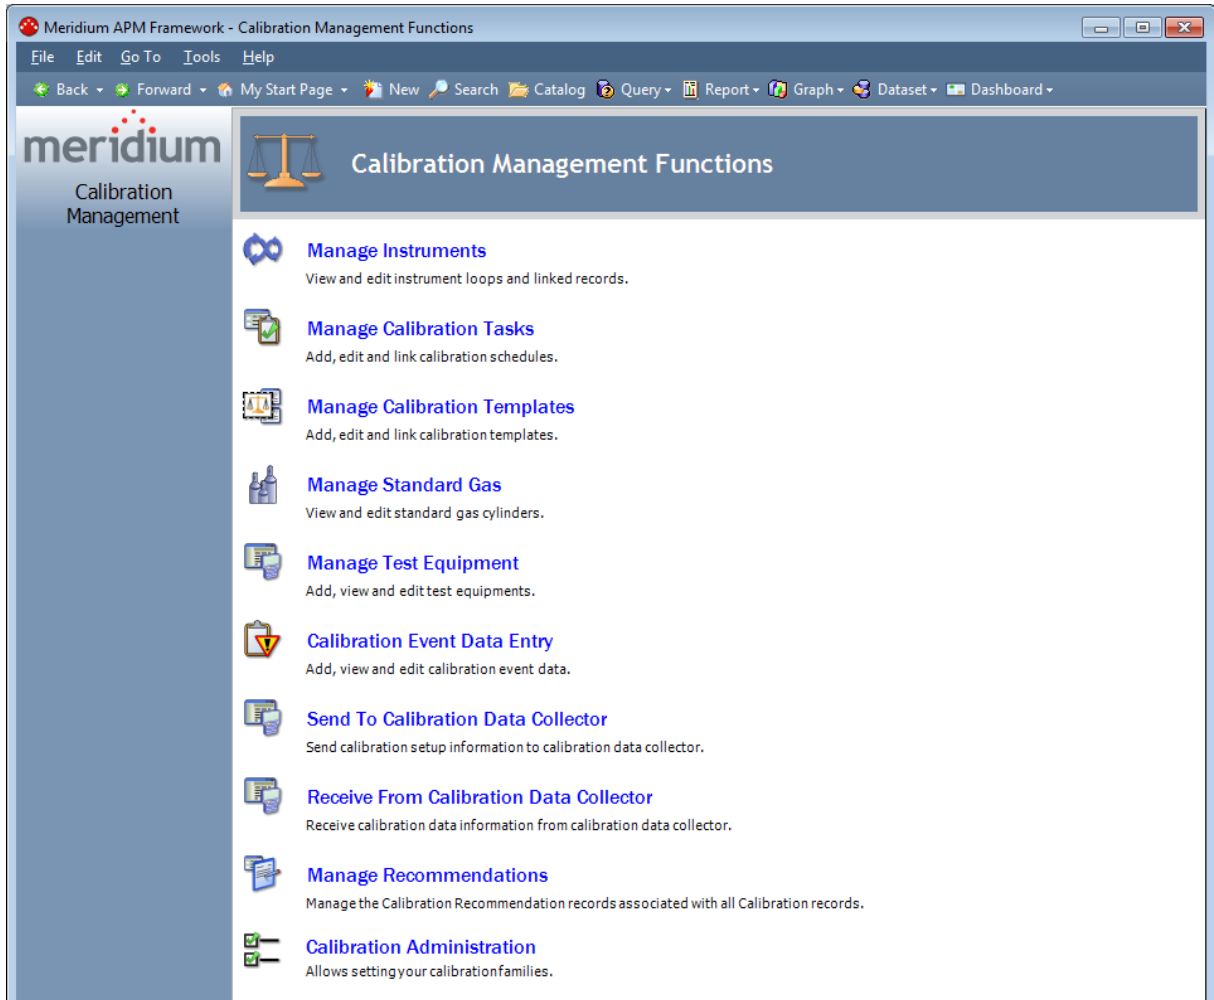 Meridium APM Framework - Calibration Management Functions
File Edit Go To Tools Help
Back Forward My Start Page New Search Catalog Query Report Graph Dataset Dashboard
meridium
Calibration
Management
Calibration Management Functions
Manage Instruments
View and edit instrument loops and linked records.
Manage Calibration Tasks
Add, edit and link calibration schedules.
Manage Calibration Templates
Add, edit and link calibration templates.
Manage Standard Gas
View and edit standard gas cylinders.
Manage Test Equipment
Add, view and edit test equipments.
Calibration Event Data Entry
Add, view and edit calibration event data.
Send To Calibration Data Collector
Send calibration setup information to calibration data collector.
Receive From Calibration Data Collector
Receive calibration data information from calibration data collector.
Manage Recommendations
Manage the Calibration Recommendation records associated with all Calibration records.
Calibration Administration
Allows setting your calibration families.